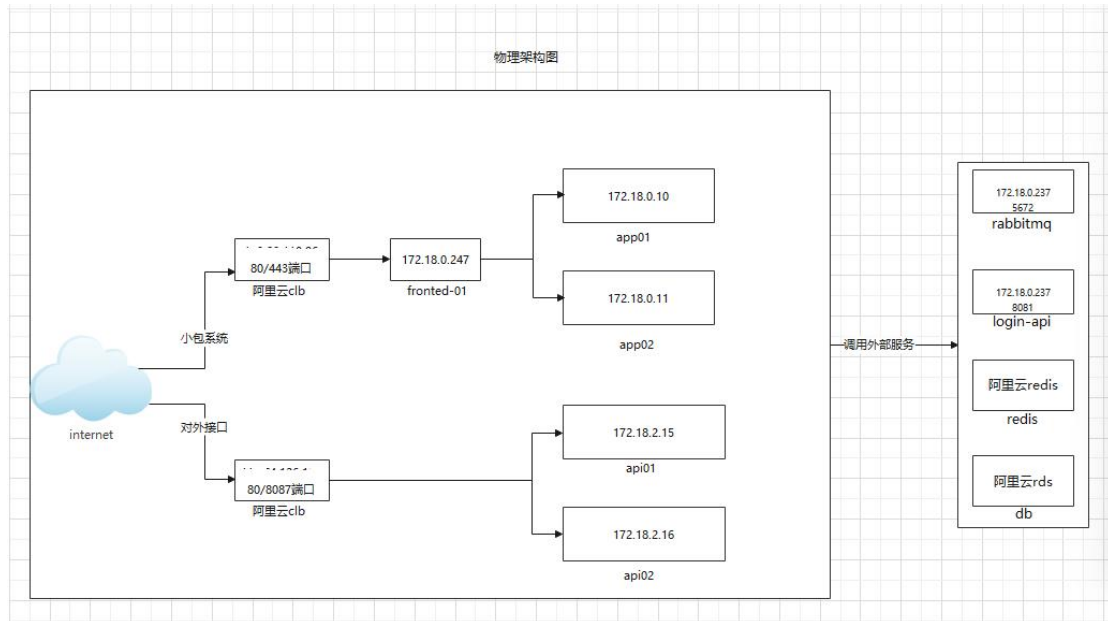 物理架构图
172.18.0.10
app01
80/443端口
阿里云clb
172.18.0.247
fronted-01
172.18.0.11
app02
小包系统
internet
对外接口
80/8087端口
阿里云clb
172.18.2.15
api01
172.18.2.16
api02
调用外部服务
172.18.0.237
5672
rabbitmq
172.18.0.237
8081
login-api
阿里云redis
redis
阿里云rds
db